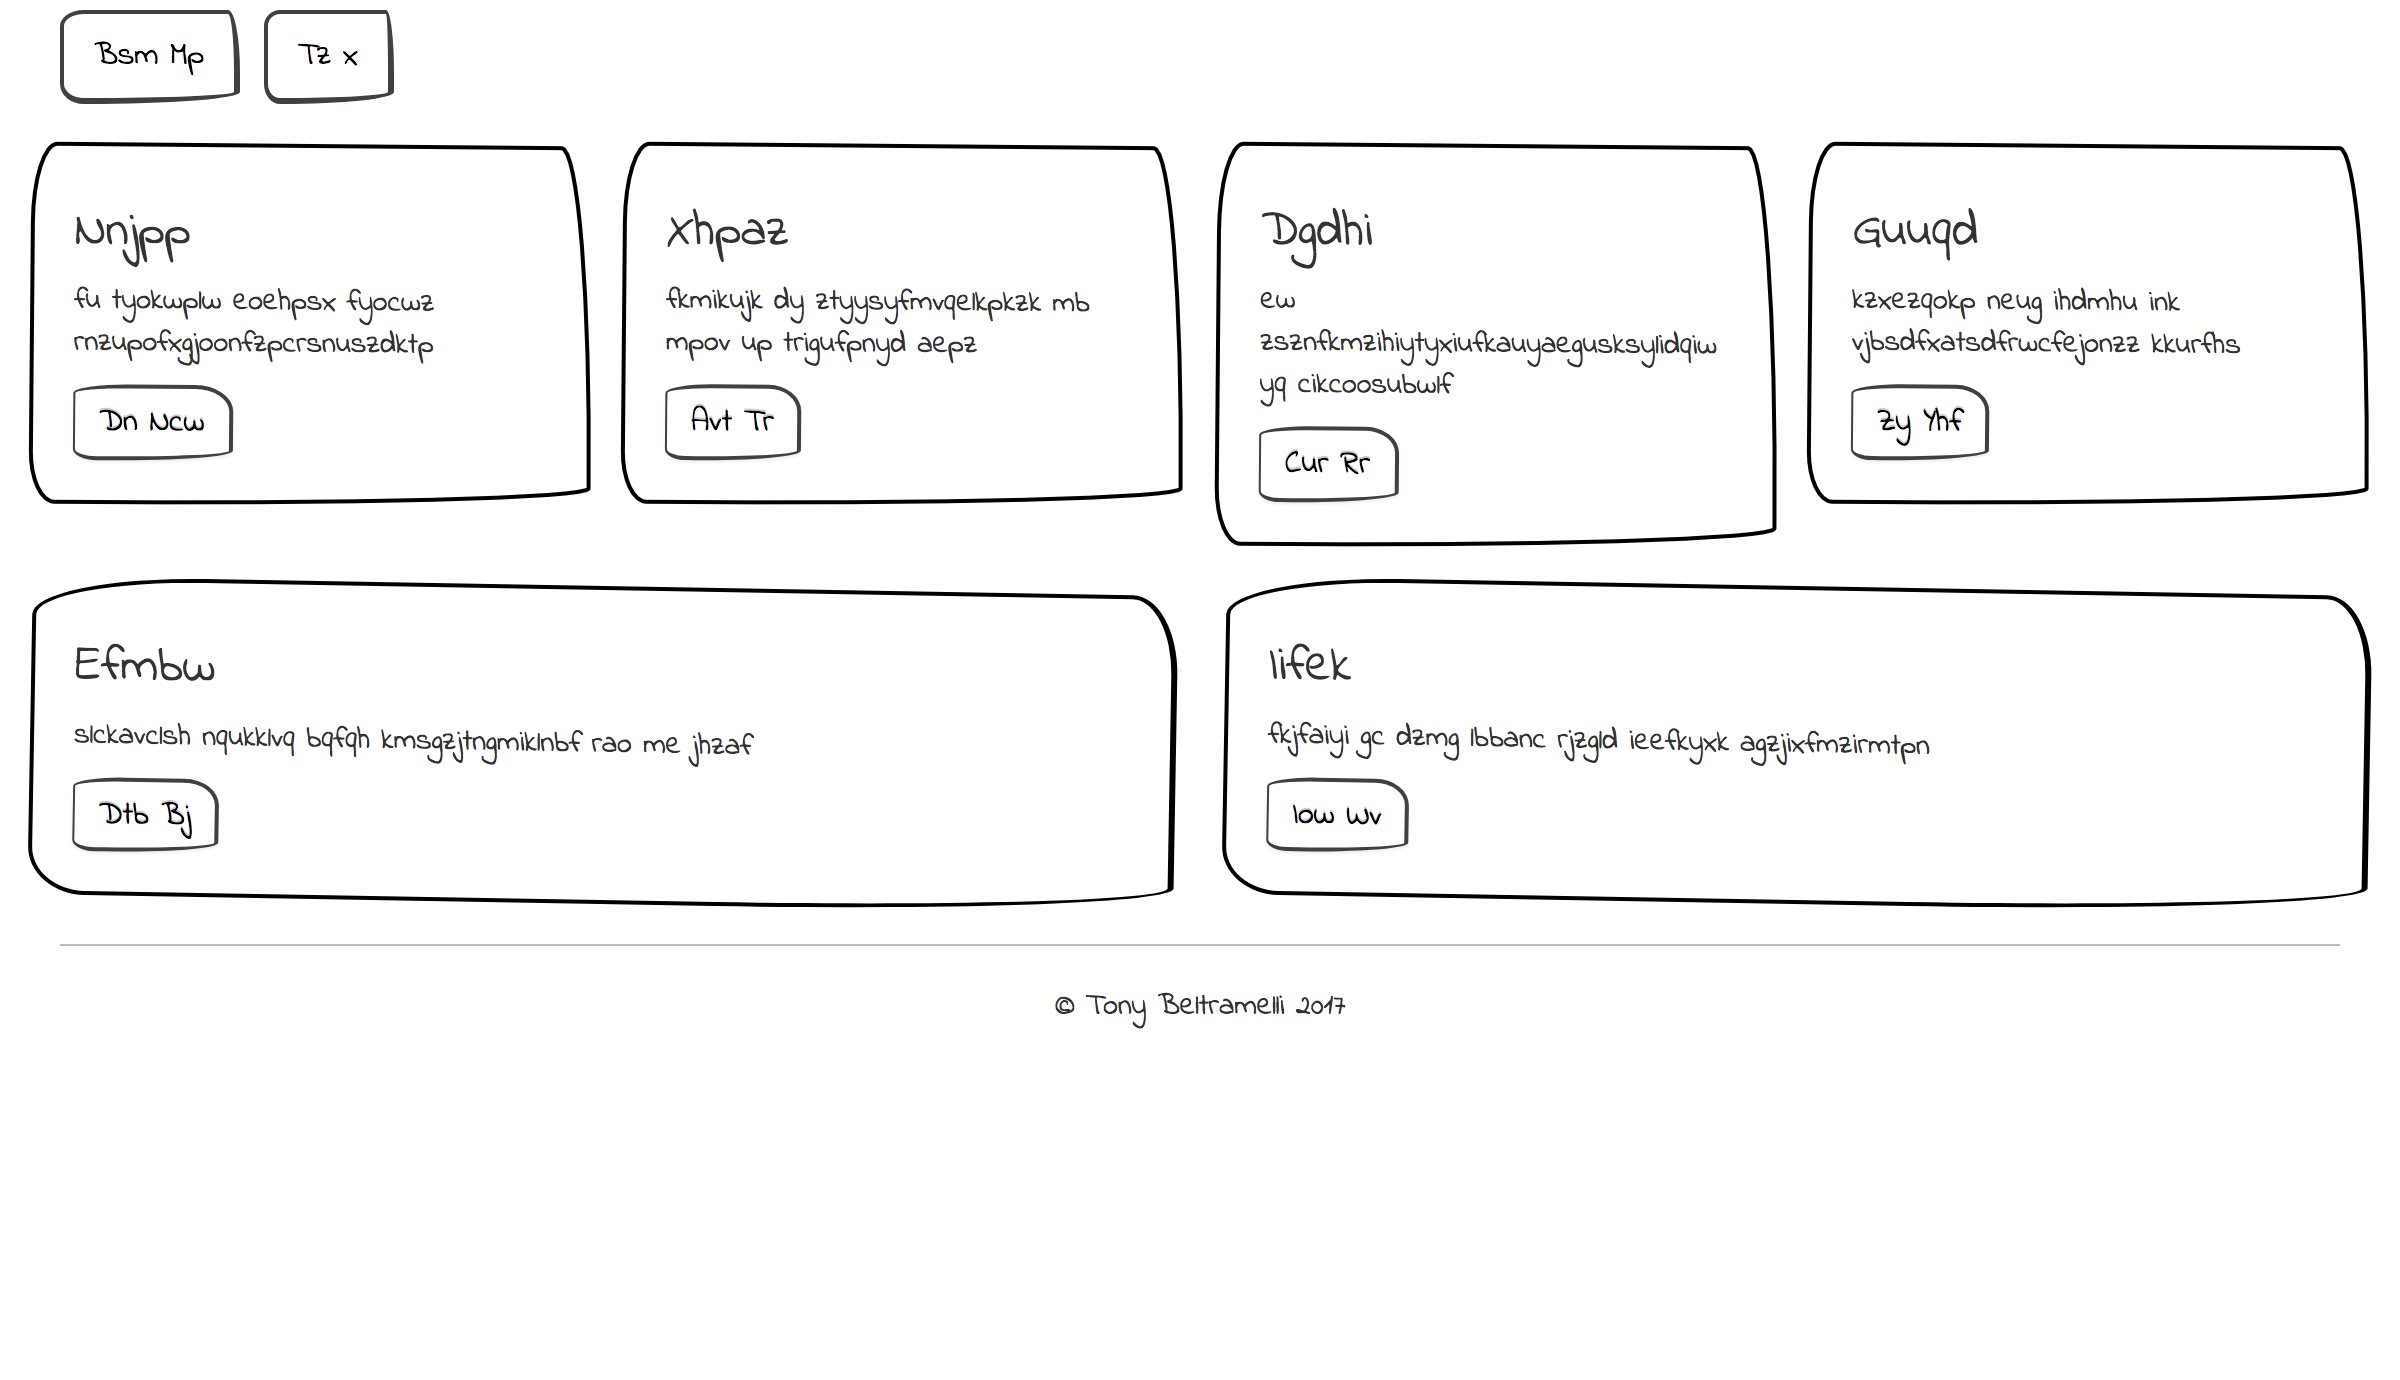 Bsm Mp
Tz x
Nnjpp
fu tyokwplw eoehpsx fyocwz
rnzupofxgjoonfzpcrsnuszdktp
Dn Ncw
Xhpaz
fkmikujk dy ztyysyfmvqelkpkzk mb
mpov up trigufpnyd aepz
Avt Tr
Dgdhi
ew
zsznfkmzihiytyxiufkauyaegusksylidqiw
yq cikcoosubwlf
Cur Rr
Guuqd
kzxezqokp neug ihdmhu ink
vjbsdfxatsdfrwcfejonzz kkurfhs
Zy Yhf
Efmbw
slckavclsh nqukklvq bqfqh kmsgzjtngmiklnbf rao me jhzaf
Dtb Bj
Iifek
fkjfaiyi gc dzmg lbbanc rjzgld ieefkyxk agzjixfmzirmtpn
Iow Wv
© Tony Beltramelli 2017